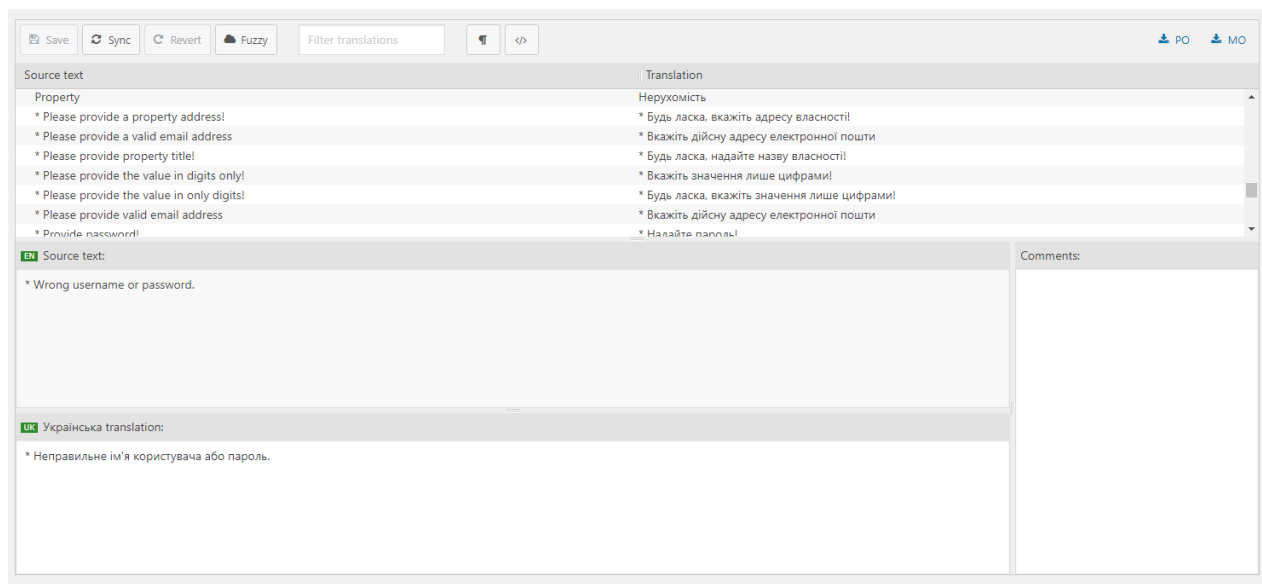 Save Sync Revert Fuzzy Filter translations ¶ </> PO MO
Source text Translation
Property Нерухомість
* Please provide a property address! * Будь ласка, вкажіть адресу власності!
* Please provide a valid email address * Вкажіть дійсну адресу електронної пошти
* Please provide property title! * Будь ласка, надайте назву власності!
* Please provide the value in digits only! * Вкажіть значення лише цифрами!
* Please provide the value in only digits! * Будь ласка, вкажіть значення лише цифрами!
* Please provide valid email address * Вкажіть дійсну адресу електронної пошти
* Provide password! * Надайте пароль!
EN Source text: Comments:
* Wrong username or password.
UK Українська translation:
* Неправильне ім'я користувача або пароль.